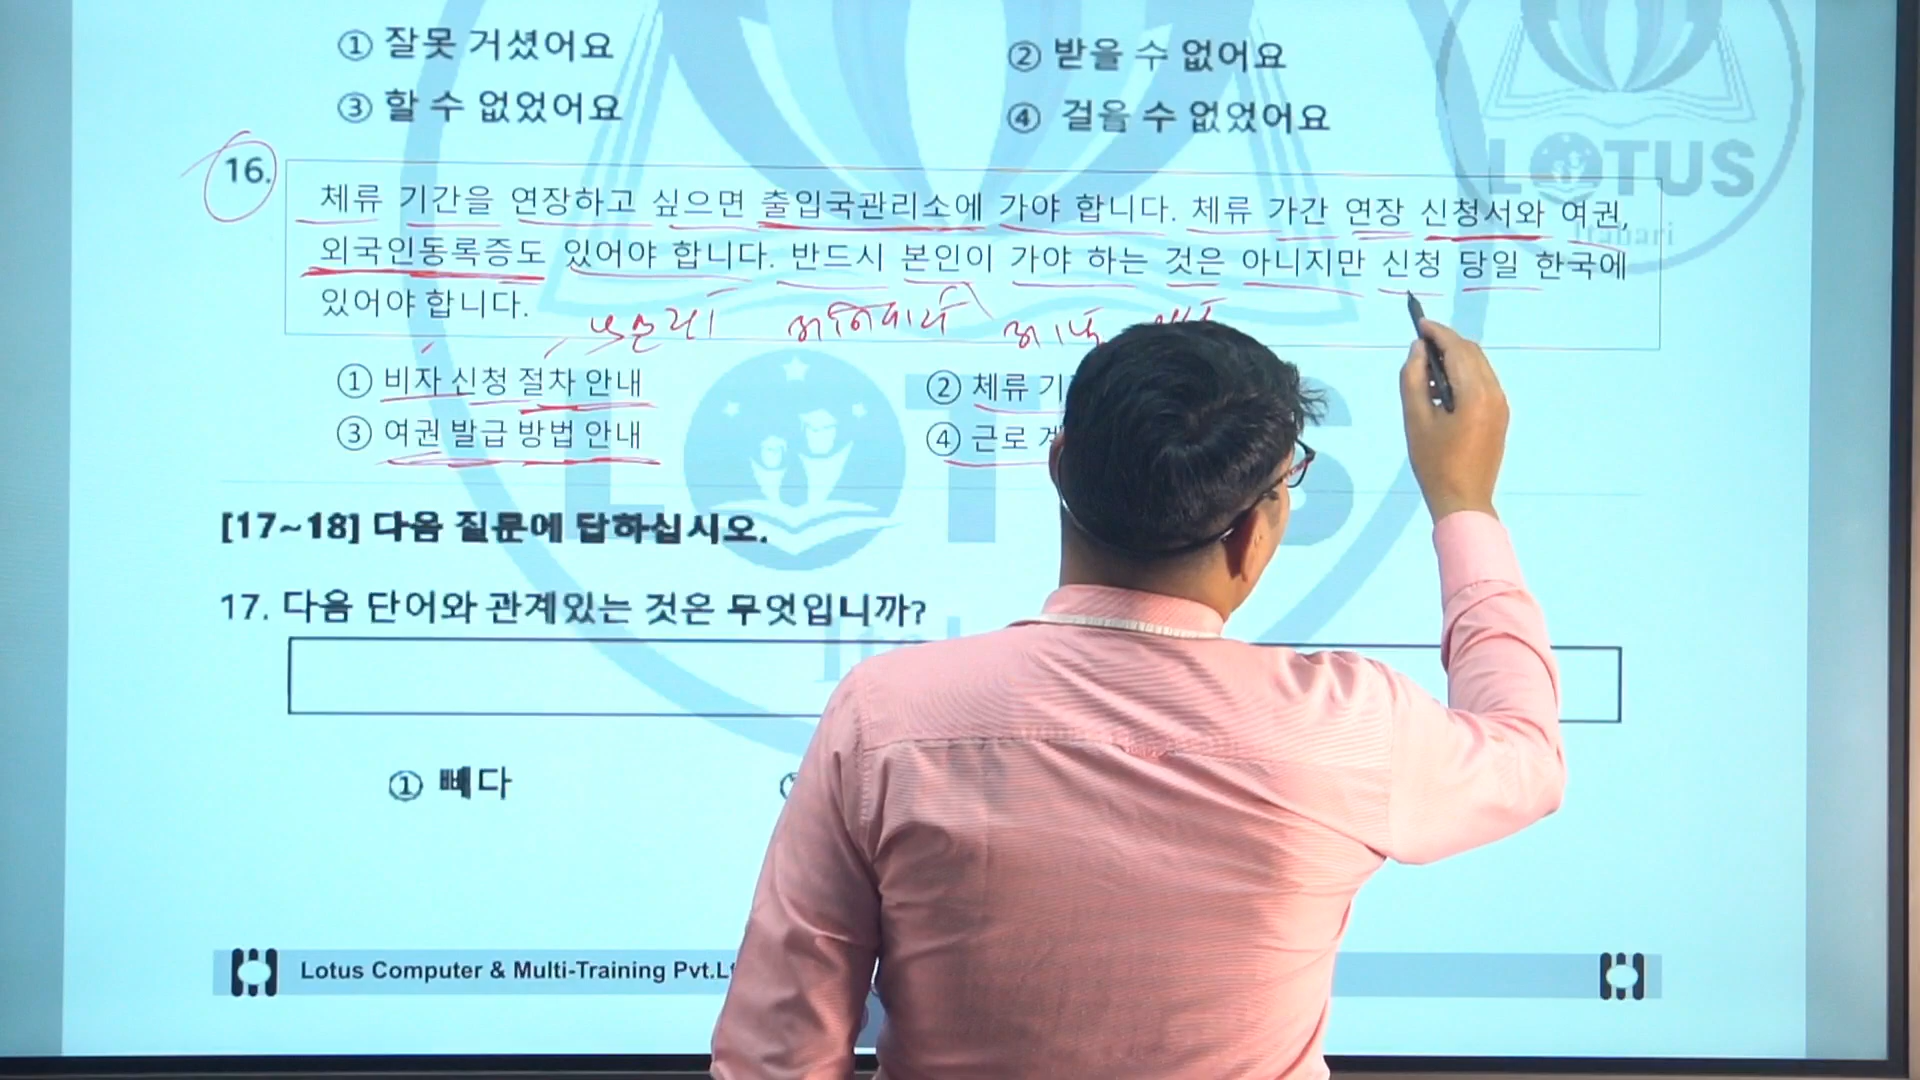 ① 잘못 거셨어요
② 받을 수 없어요
③ 할 수 없었어요
④ 걸을 수 없었어요
LOTUS
Itahari
16.
체류 기간을 연장하고 싶으면 출입국관리소에 가야 합니다. 체류 가간 연장 신청서와 여권,
외국인동록증도 있어야 합니다. 반드시 본인이 가야 하는 것은 아니지만 신청 당일 한국에
있어야 합니다.
अनिवार्य
① 비자 신청 절차 안내
② 체류
③ 여권 발급 방법 안내
④ 근로
[17~18] 다음 질문에 답하십시오.
17. 다음 단어와 관계있는 것은 무엇입니까?
① 빼다
Lotus Computer & Multi-Training